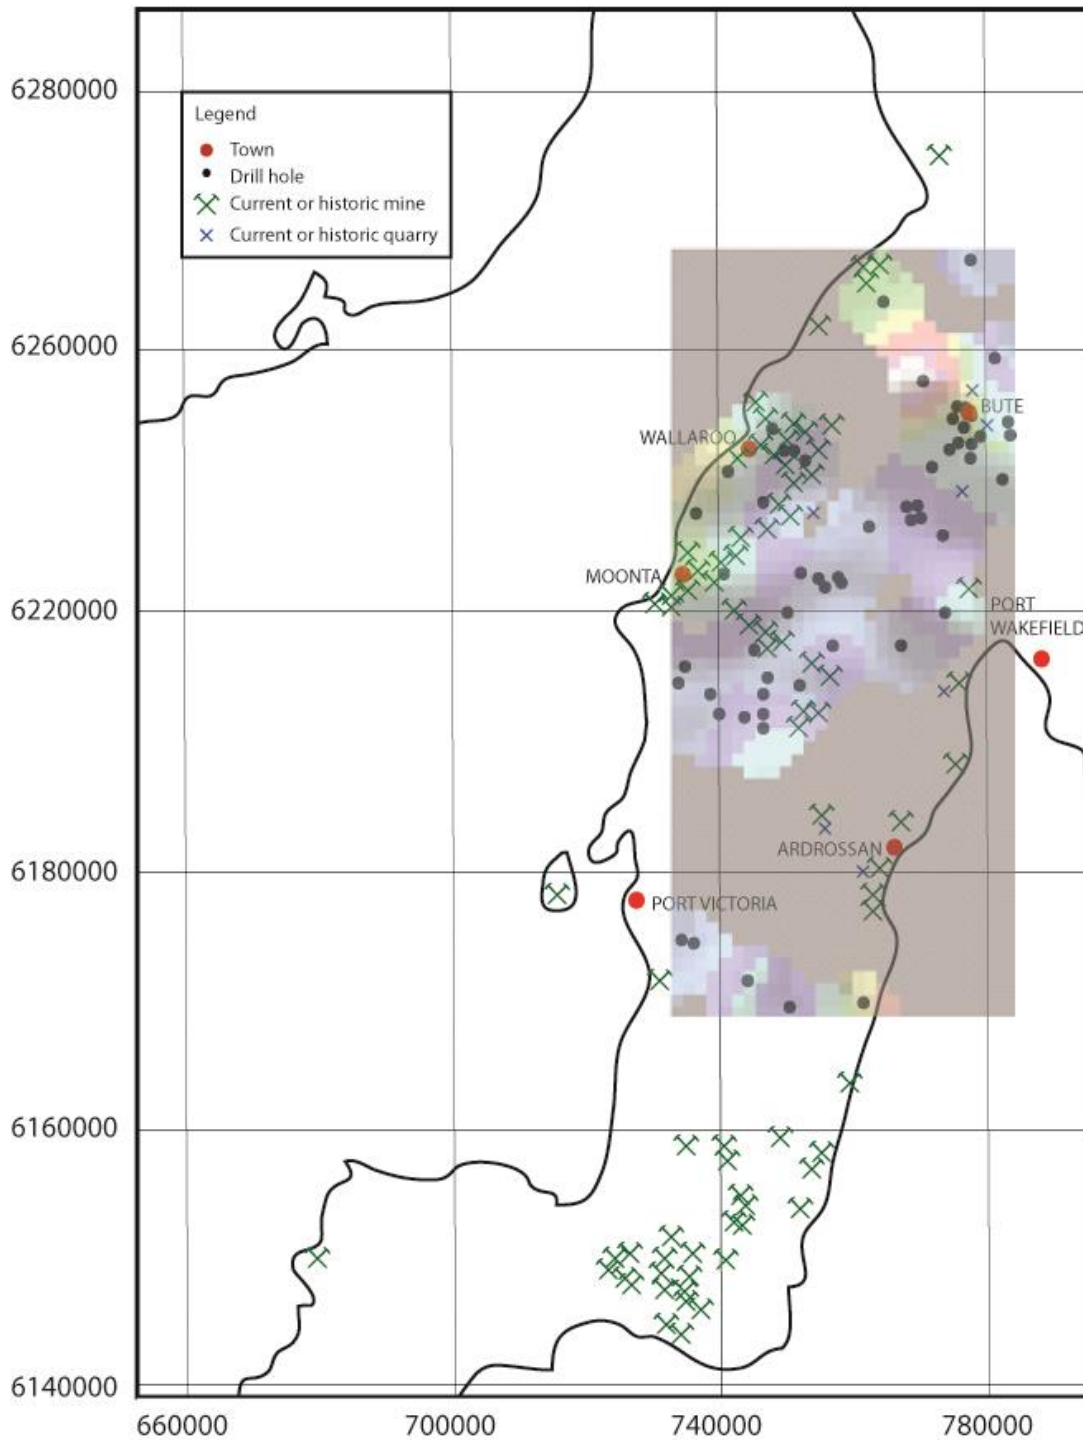 6280000
Legend
Town
Drill hole
Current or historic mine
Current or historic quarry
6260000
BUTE
WALLAROO
MOONTA
6220000
PORT
WAKEFIELD
ARDROSSAN
6180000
PORT VICTORIA
6160000
6140000
660000
700000
740000
780000